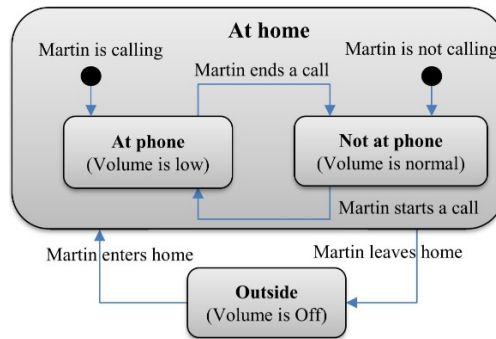 At home
Martin is calling
Martin is not calling
Martin ends a call
At phone
(Volume is low)
Not at phone
(Volume is normal)
Martin starts a call
Martin enters home
Martin leaves home
Outside
(Volume is Off)